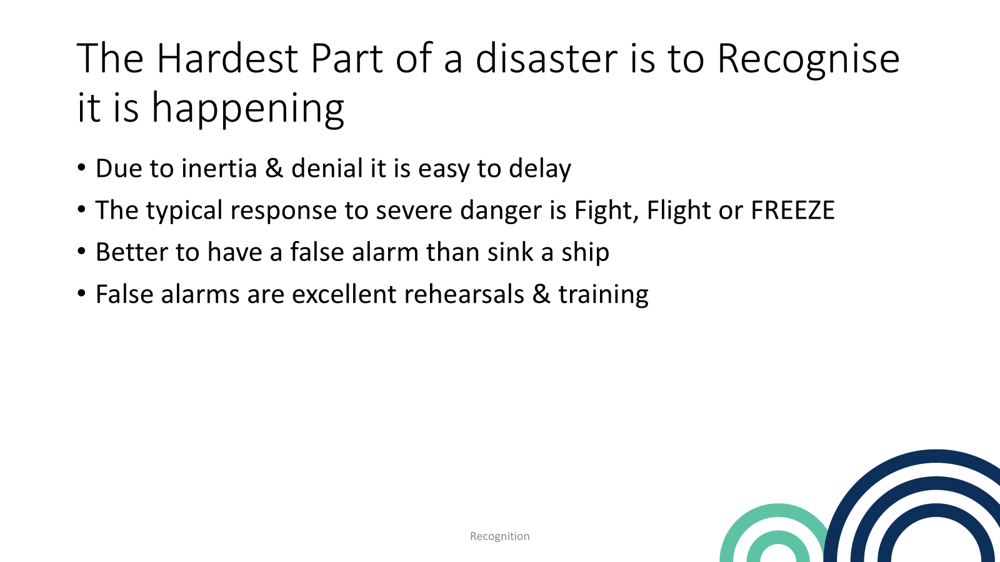 The Hardest Part of a disaster is to Recognise
it is happening
• Due to inertia & denial it is easy to delay
• The typical response to severe danger is Fight, Flight or FREEZE
• Better to have a false alarm than sink a ship
• False alarms are excellent rehearsals & training
Recognition